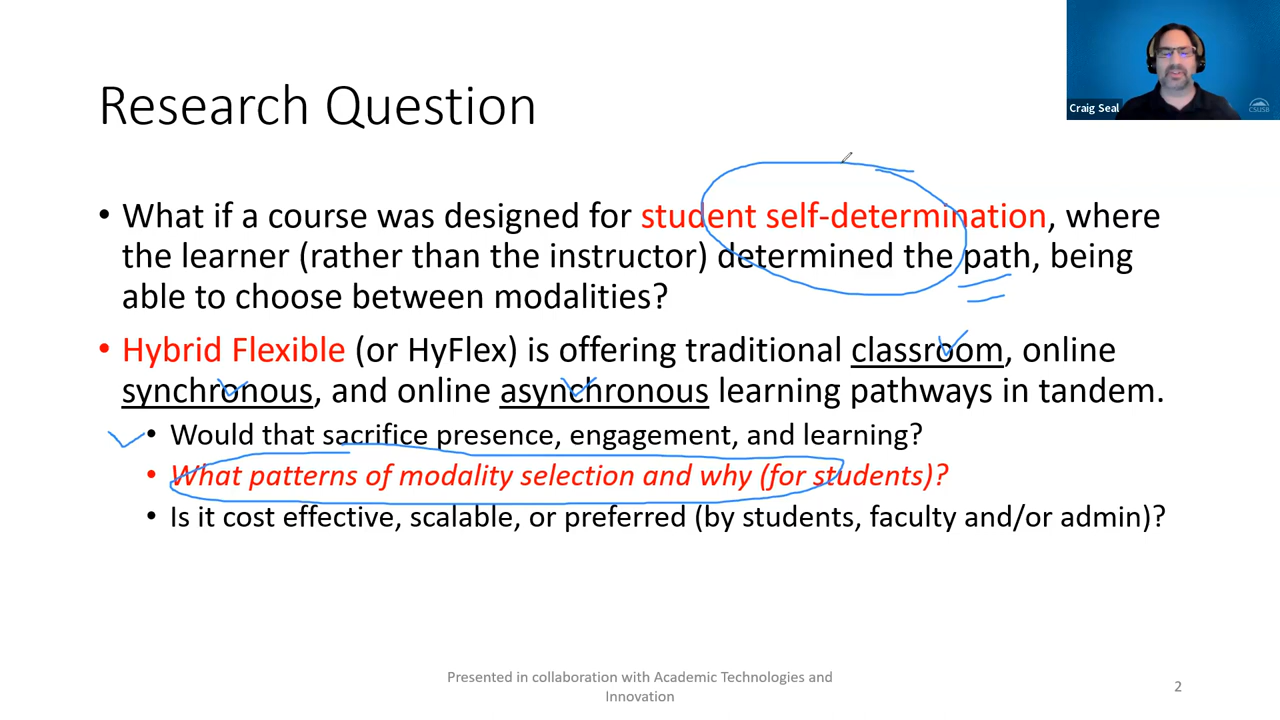 Craig Seal
CSUSB
Research Question
• What if a course was designed for student self-determination, where
the learner (rather than the instructor) determined the path, being
able to choose between modalities?
• Hybrid Flexible (or HyFlex) is offering traditional classroom, online
synchronous, and online asynchronous learning pathways in tandem.
• Would that sacrifice presence, engagement, and learning?
• What patterns of modality selection and why (for students)?
• Is it cost effective, scalable, or preferred (by students, faculty and/or admin)?
Presented in collaboration with Academic Technologies and
Innovation
2